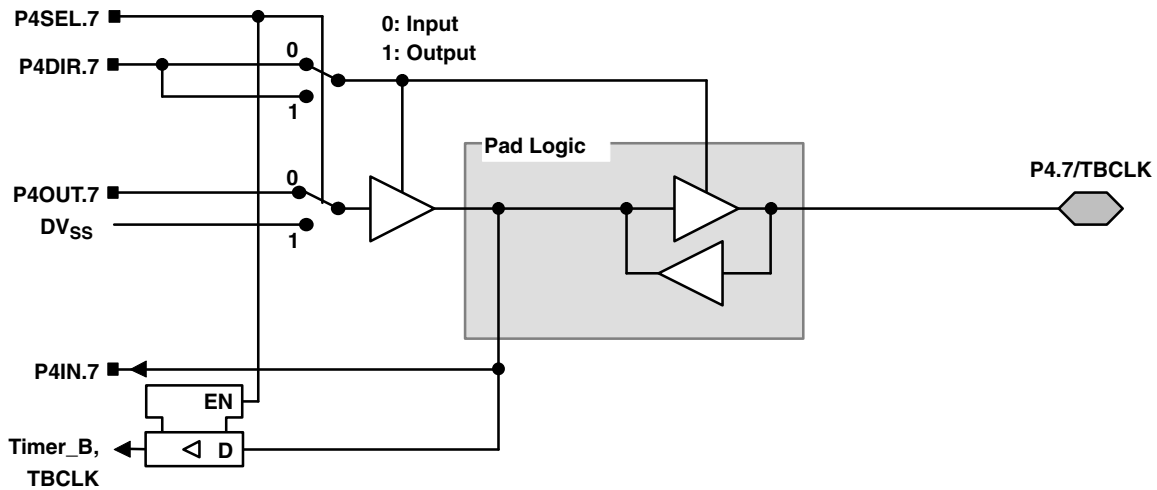 P4SEL.7
0: Input
1: Output
0
P4DIR.7
1
Pad Logic
P4.7/TBCLK
0
P4OUT.7
DVSS
1
P4IN.7
EN
Timer_B,
D
TBCLK